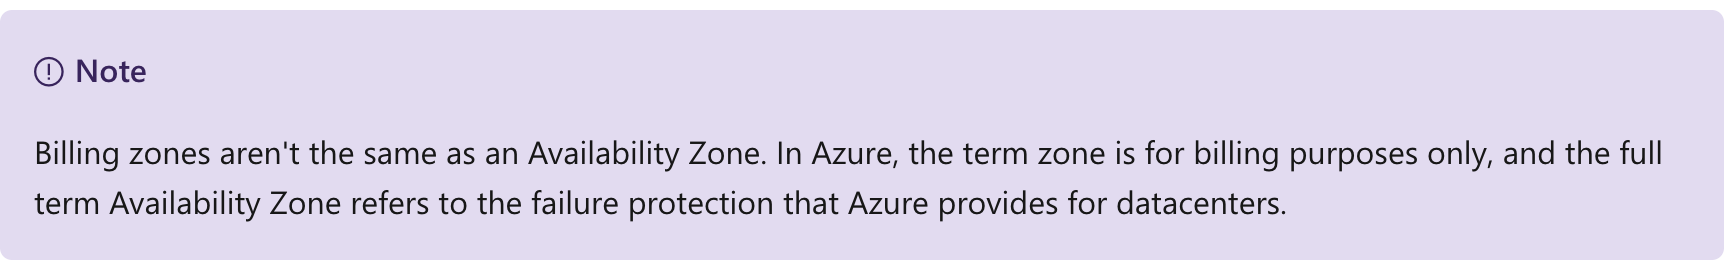 Note
Billing zones aren't the same as an Availability Zone. In Azure, the term zone is for billing purposes only, and the full
term Availability Zone refers to the failure protection that Azure provides for datacenters.